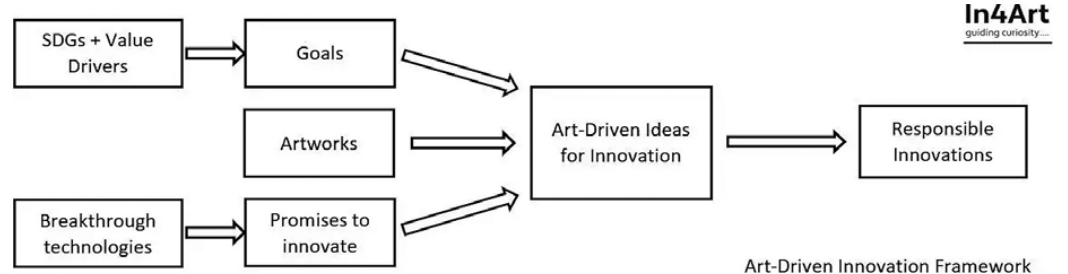 In4Art
guiding curiosity....
SDGs + Value
Drivers
Goals
Artworks
Breakthrough
technologies
Promises to
innovate
Art-Driven Ideas
for Innovation
Responsible
Innovations
Art-Driven Innovation Framework